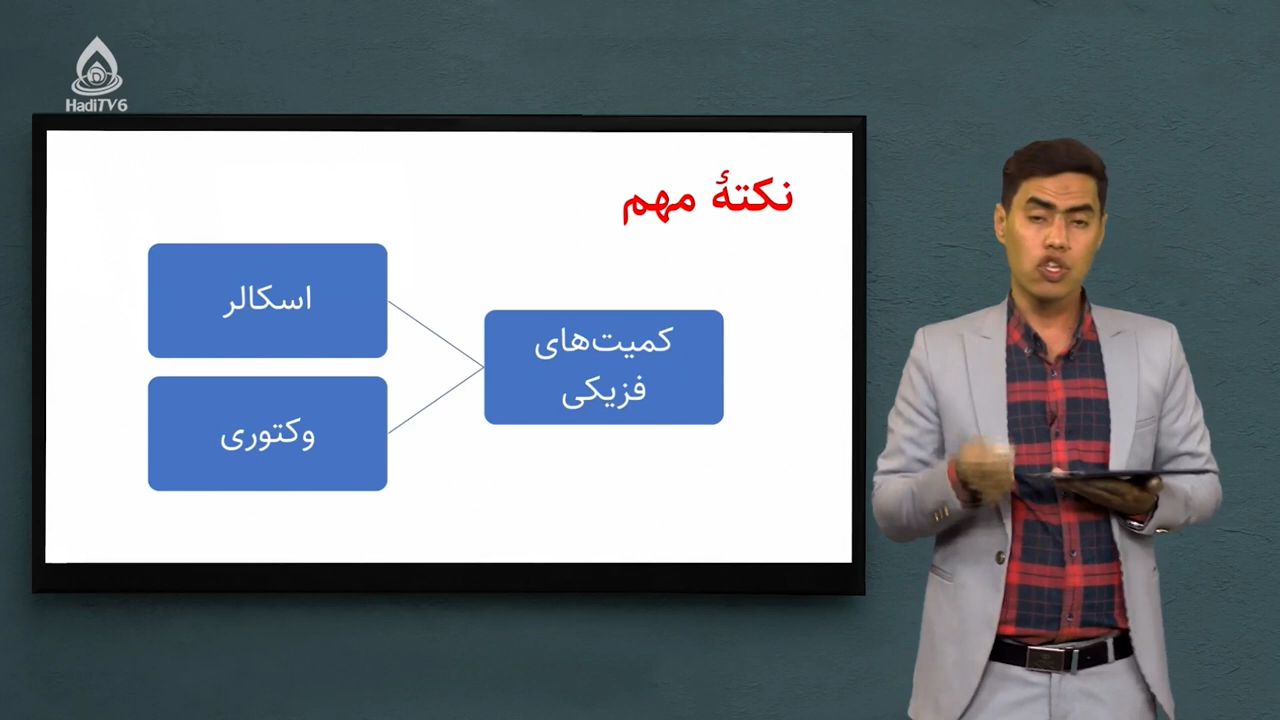 HadiTV6
نکتهٔ مهم
کمیت‌های
فزیکی
اسکالر
وکتوری